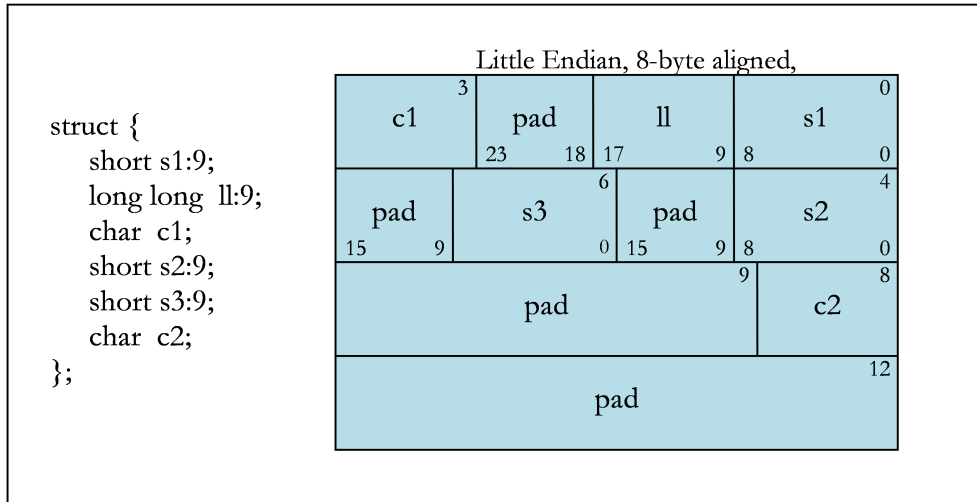 Little Endian, 8-byte aligned,
struct {
short s1:9;
long long ll:9;
char c1;
short s2:9;
short s3:9;
char c2;
};
3 0
c1 pad ll s1
23 18 17 9 8 0
6 4
pad s3 pad s2
15 9 0 15 9 8 0
9 8
pad c2
12
pad